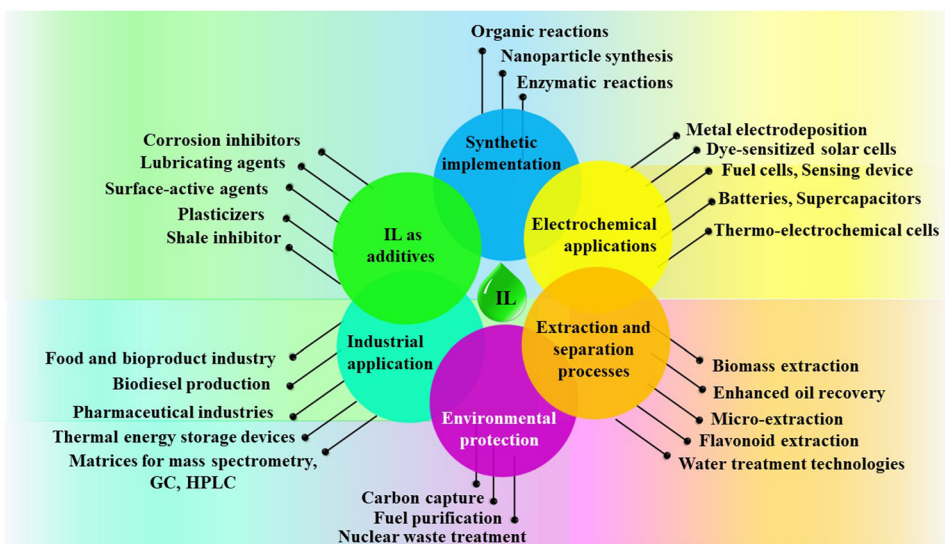 Organic reactions
Nanoparticle synthesis
Enzymatic reactions
Synthetic
implementation
Metal electrodeposition
Dye-sensitized solar cells
Fuel cells, Sensing device
Batteries, Supercapacitors
Thermo-electrochemical cells
Electrochemical
applications
Corrosion inhibitors
Lubricating agents
Surface-active agents
Plasticizers
Shale inhibitor
IL as
additives
IL
Industrial
application
Food and bioproduct industry
Biodiesel production
Pharmaceutical industries
Thermal energy storage devices
Matrices for mass spectrometry,
GC, HPLC
Extraction and
separation
processes
Biomass extraction
Enhanced oil recovery
Micro-extraction
Flavonoid extraction
Water treatment technologies
Environmental
protection
Carbon capture
Fuel purification
Nuclear waste treatment